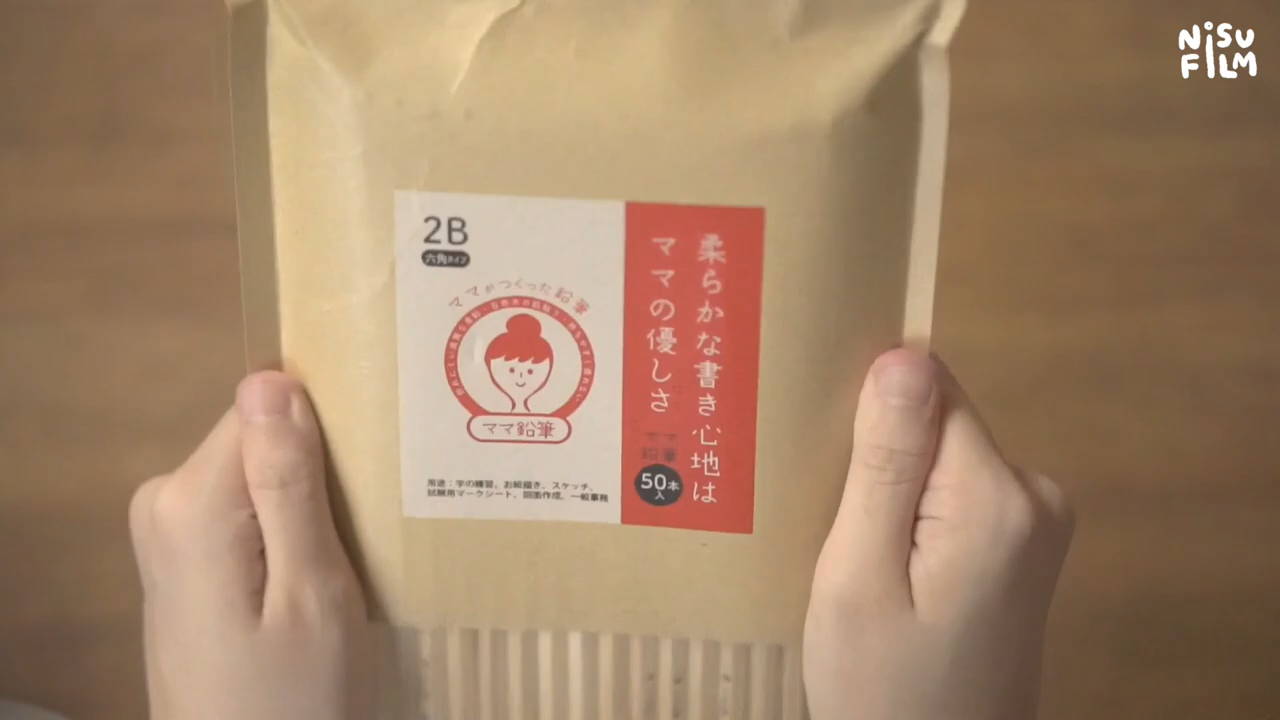 NiSU
FILM
2B
六角タイプ
ママがつくった鉛筆
ママ鉛筆
用途：字の練習、お絵描き、スケッチ、
試験用マークシート、図面作成、一般事務
柔らかな書き心地は
ママの優しさ
50本
入